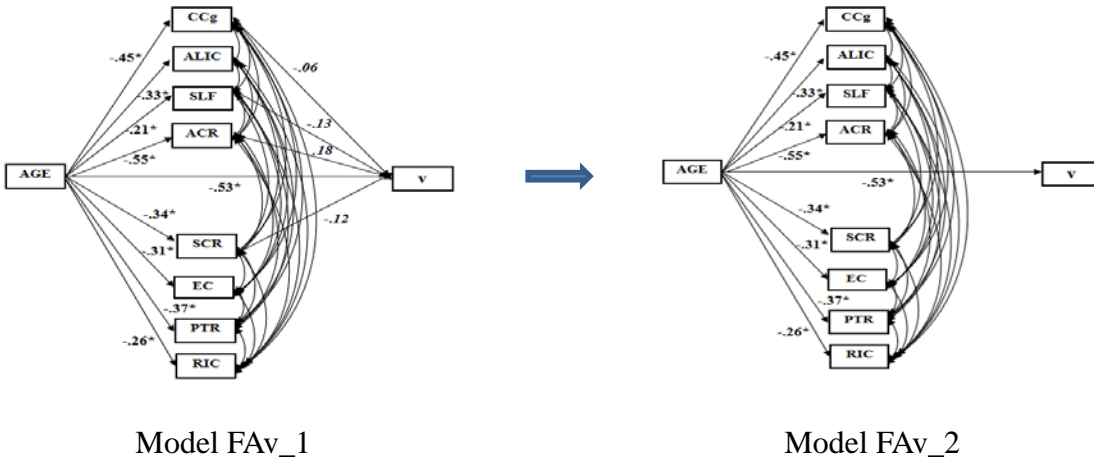 CCg
-.45*
-.06
ALIC
-.33*
SLF
-.21*
-.13
ACR
.18
-.55*
AGE
-.53*
v
-.34*
-.12
SCR
-.31*
EC
-.37*
PTR
-.26*
RIC
Model FAv_1
CCg
-.45*
ALIC
-.33*
SLF
-.21*
ACR
-.55*
AGE
-.53*
v
-.34*
SCR
-.31*
EC
-.37*
PTR
-.26*
RIC
Model FAv_2